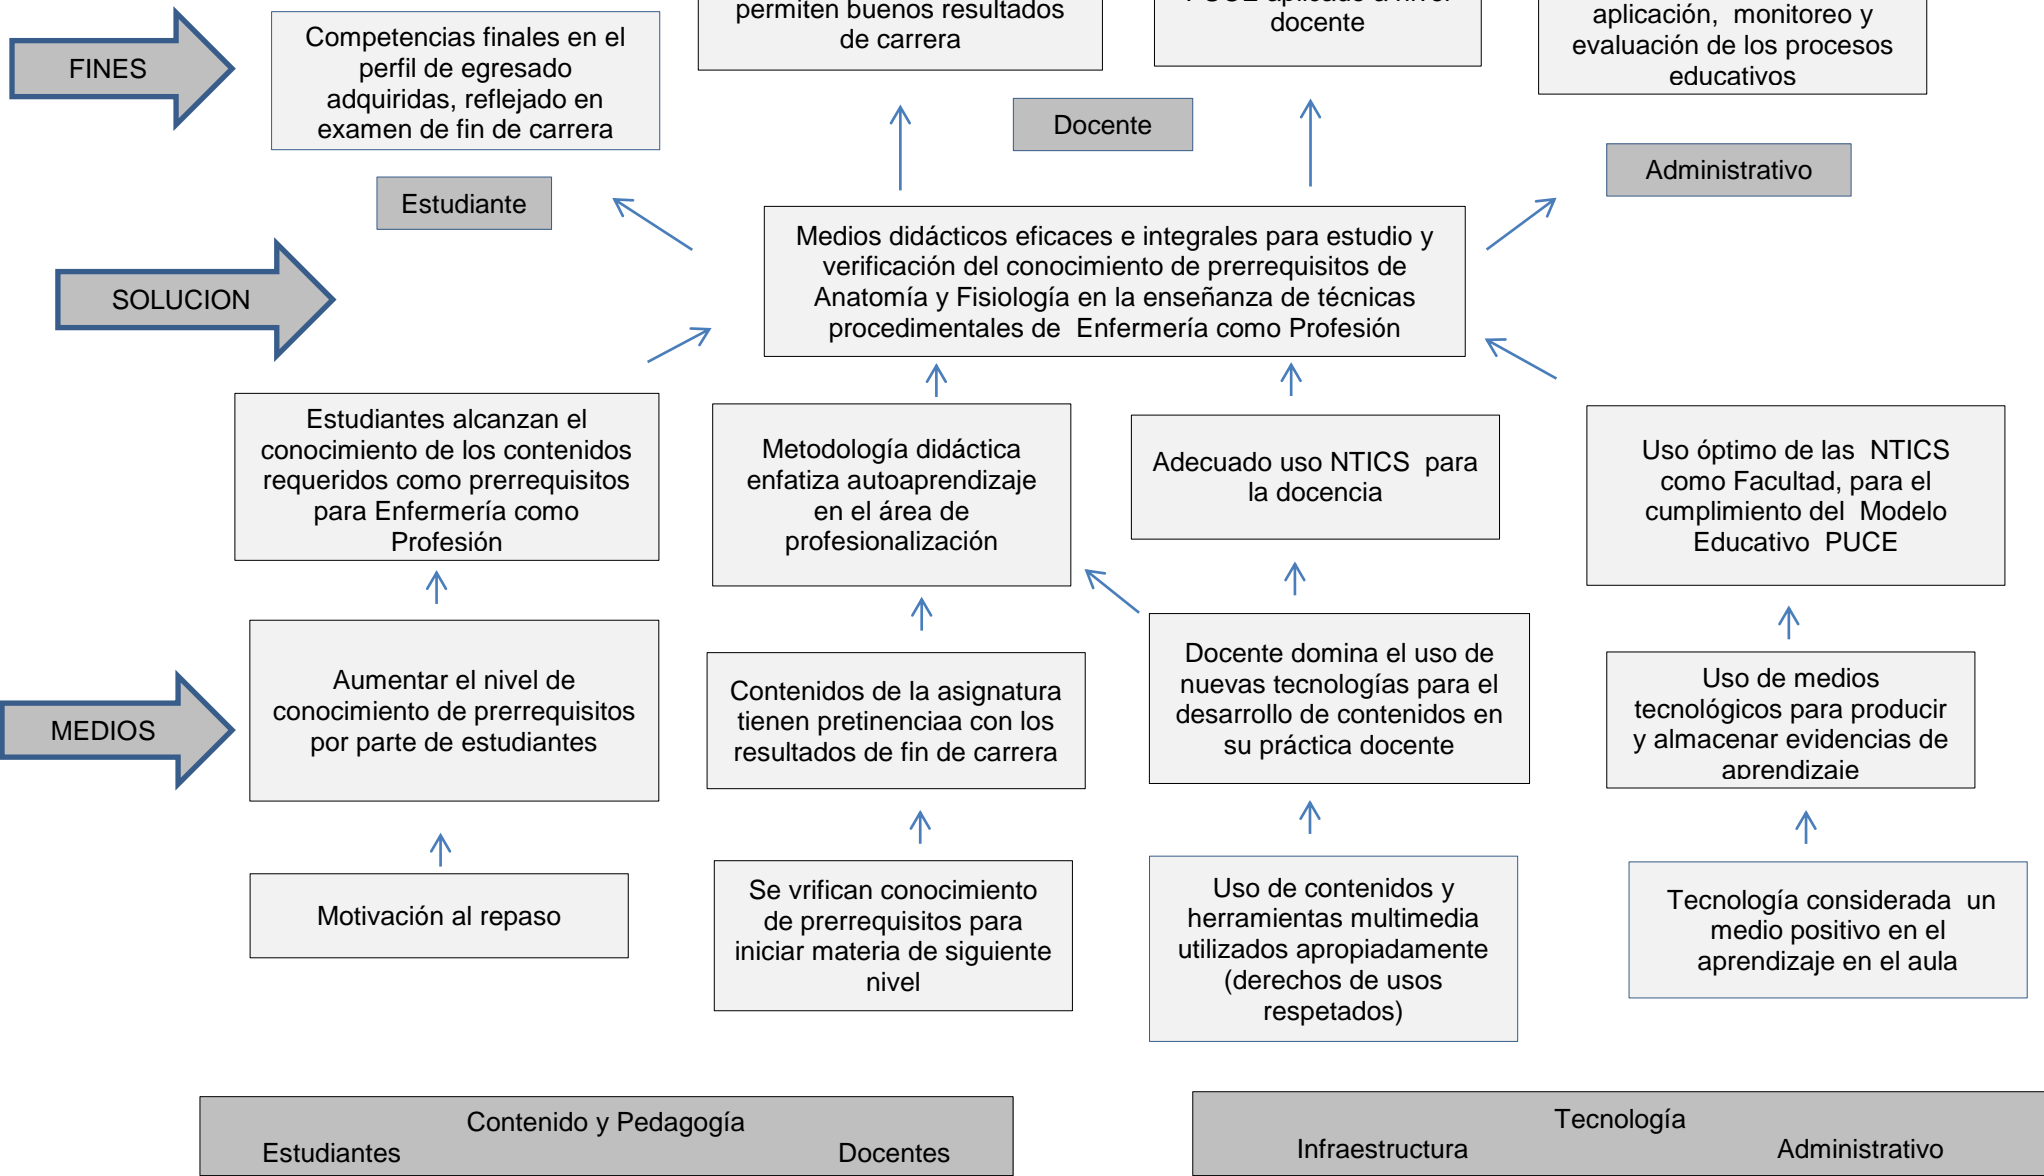 FINES
Competencias finales en el
perfil de egresado
adquiridas, reflejado en
examen de fin de carrera
permiten buenos resultados
de carrera
aplicado a nivel
docente
aplicación, monitoreo y
evaluación de los procesos
educativos
Estudiante
Docente
Administrativo
SOLUCION
Medios didácticos eficaces e integrales para estudio y
verificación del conocimiento de prerrequisitos de
Anatomía y Fisiología en la enseñanza de técnicas
procedimentales de Enfermería como Profesión
Estudiantes alcanzan el
conocimiento de los contenidos
requeridos como prerrequisitos
para Enfermería como
Profesión
Metodología didáctica
enfatiza autoaprendizaje
en el área de
profesionalización
Adecuado uso NTICS para
la docencia
Uso óptimo de las NTICS
como Facultad, para el
cumplimiento del Modelo
Educativo PUCE
MEDIOS
Aumentar el nivel de
conocimiento de prerrequisitos
por parte de estudiantes
Contenidos de la asignatura
tienen pretinenciaa con los
resultados de fin de carrera
Docente domina el uso de
nuevas tecnologías para el
desarrollo de contenidos en
su práctica docente
Uso de medios
tecnológicos para producir
y almacenar evidencias de
aprendizaje
Motivación al repaso
Se vrifican conocimiento
de prerrequisitos para
iniciar materia de siguiente
nivel
Uso de contenidos y
herramientas multimedia
utilizados apropiadamente
(derechos de usos
respetados)
Tecnología considerada un
medio positivo en el
aprendizaje en el aula
Contenido y Pedagogía
Estudiantes Docentes
Tecnología
Infraestructura Administrativo